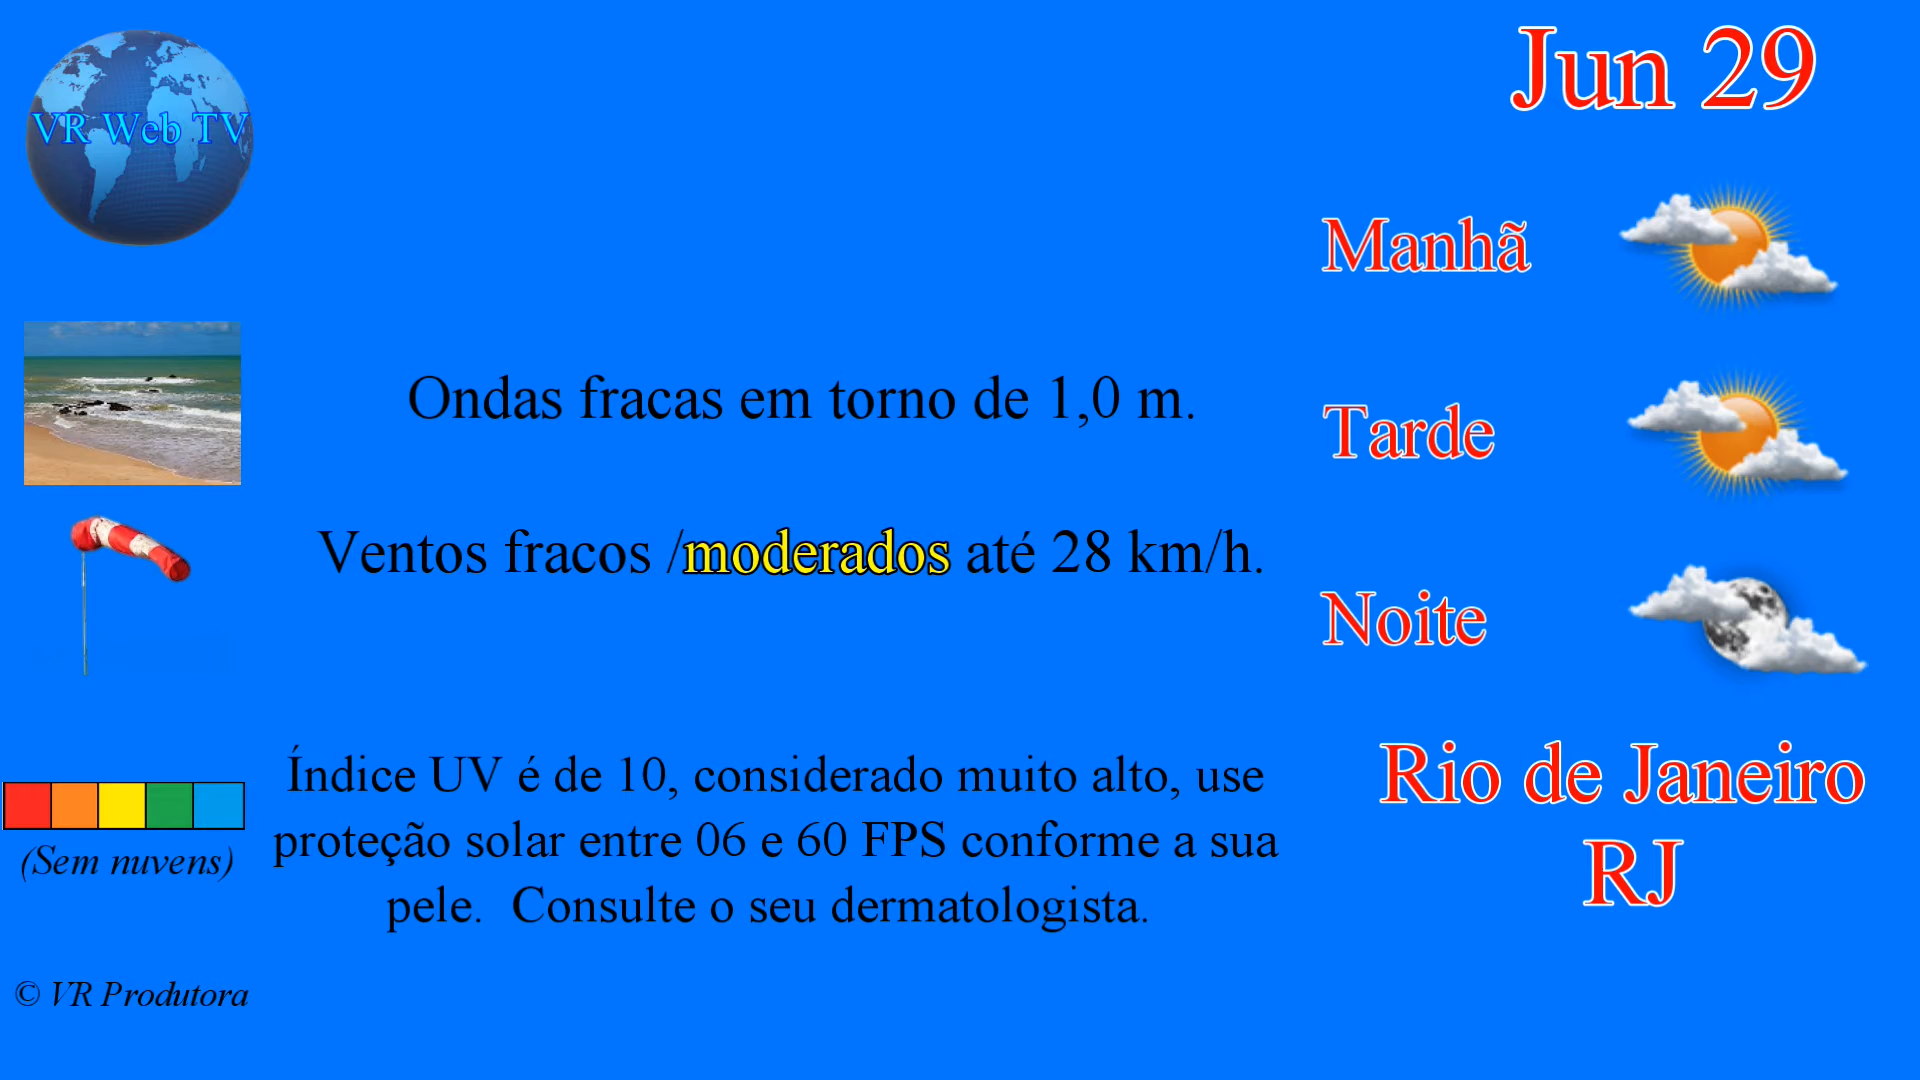 VR Web TV
Jun 29
Manhã
Ondas fracas em torno de 1,0 m.
Tarde
Ventos fracos /moderados até 28 km/h.
Noite
Índice UV é de 10, considerado muito alto, use
proteção solar entre 06 e 60 FPS conforme a sua
pele. Consulte o seu dermatologista.
(Sem nuvens)
Rio de Janeiro
RJ
© VR Produtora